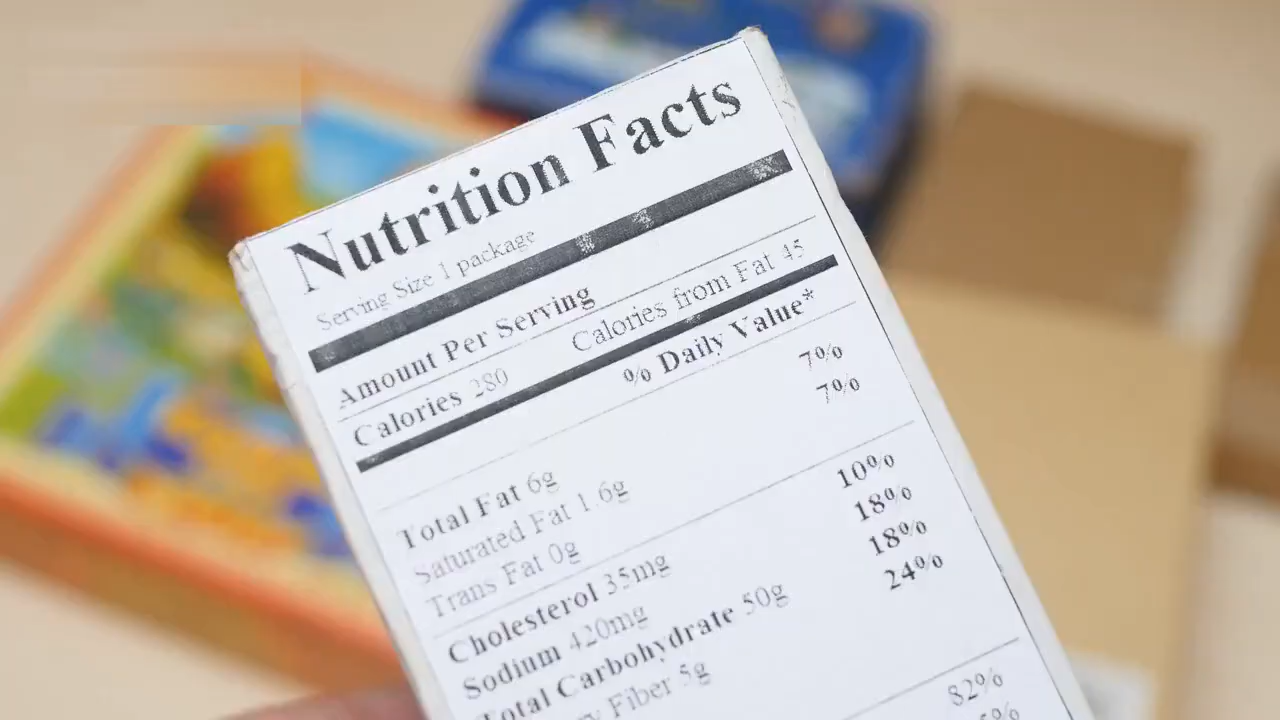 Nutrition Facts
Serving Size 1 package
Amount Per Serving
Calories 280 Calories from Fat 45
% Daily Value*
Total Fat 6g 7%
Saturated Fat 1.6g 7%
Trans Fat 0g
Cholesterol 35mg 10%
Sodium 420mg 18%
Total Carbohydrate 50g 18%
Fiber 5g 24%
82%